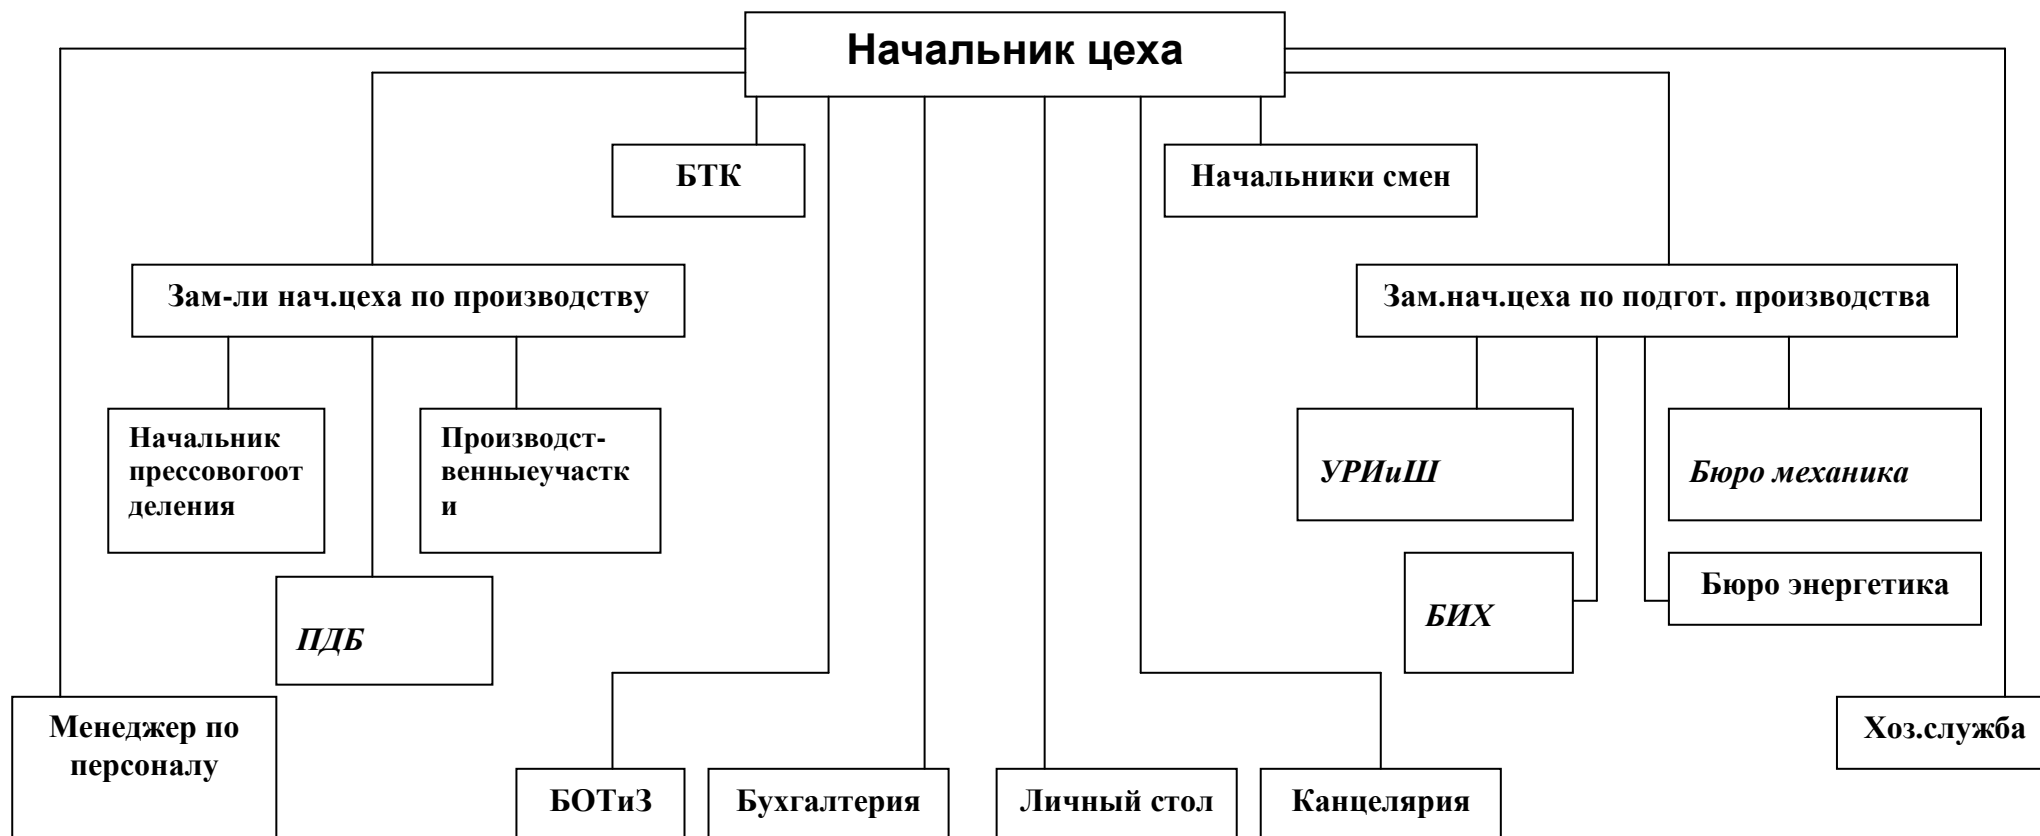 Начальник цеха
БТК
Начальники смен
Зам-ли нач.цеха по производству
Зам.нач.цеха по подгот. производства
Начальник
прессовогоот
деления
Производст-
венныеучастк
и
УРИиШ
Бюро механика
ПДБ
БИХ
Бюро энергетика
Менеджер по
персоналу
Хоз.служба
БОТиЗ
Бухгалтерия
Личный стол
Канцелярия